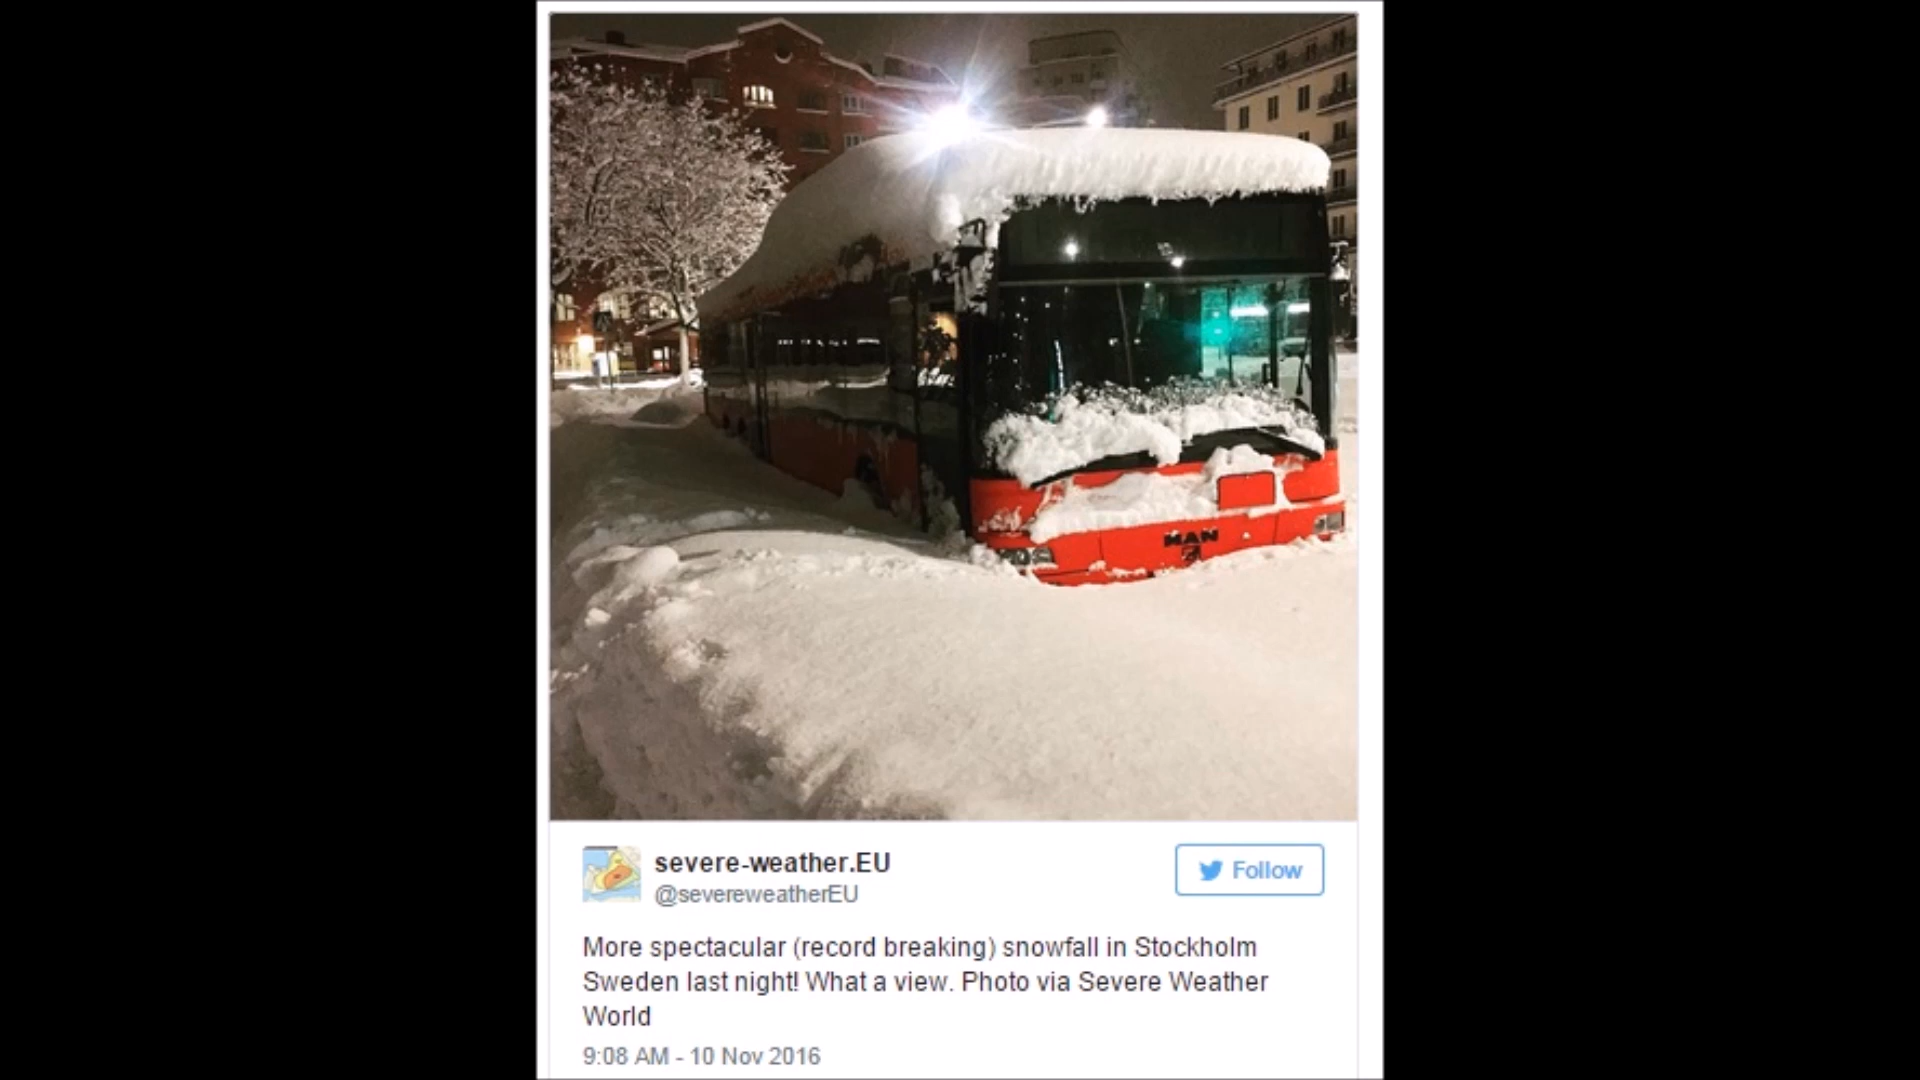 MAN
severe-weather.EU
@severeweatherEU
Follow
More spectacular (record breaking) snowfall in Stockholm
Sweden last night! What a view. Photo via Severe Weather
World
9:08 AM - 10 Nov 2016